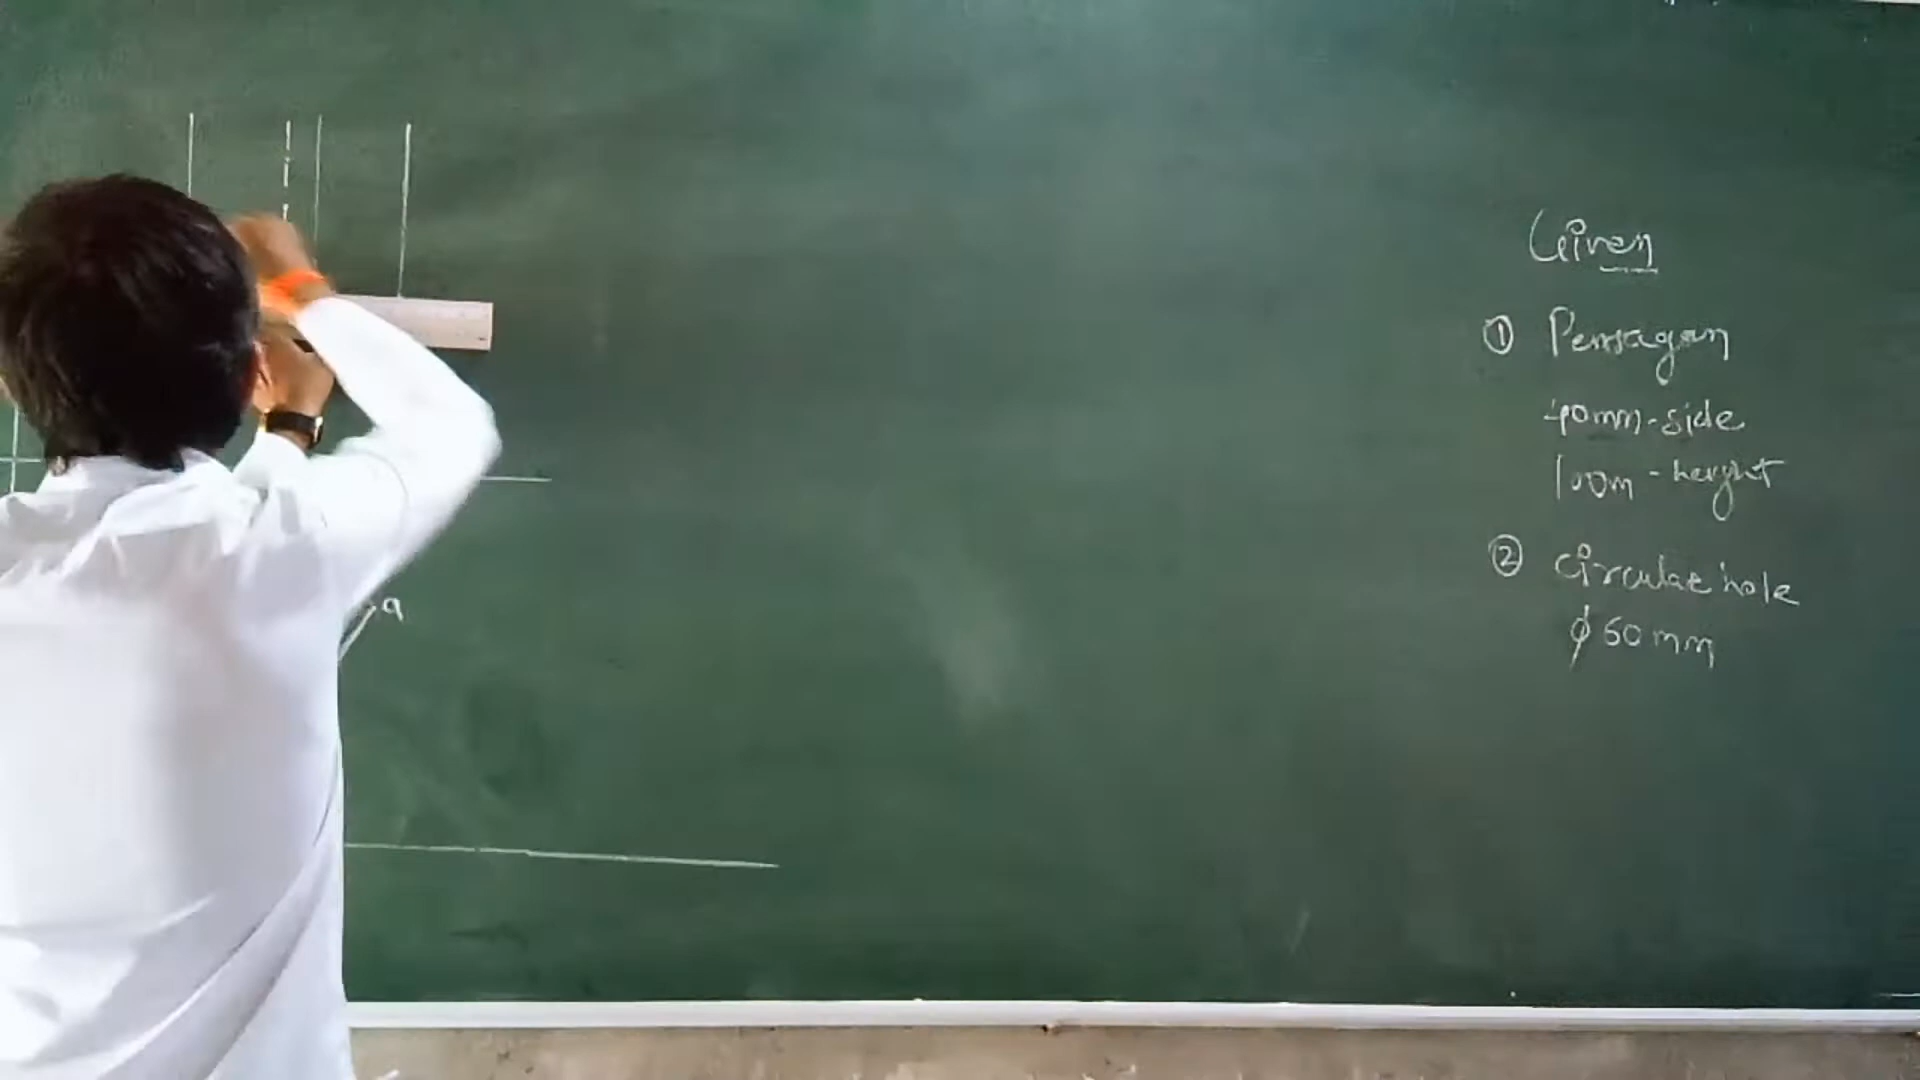 a
Given
① Pentagon
40mm-side
100m - height
② Circular hole
ϕ 50 mm